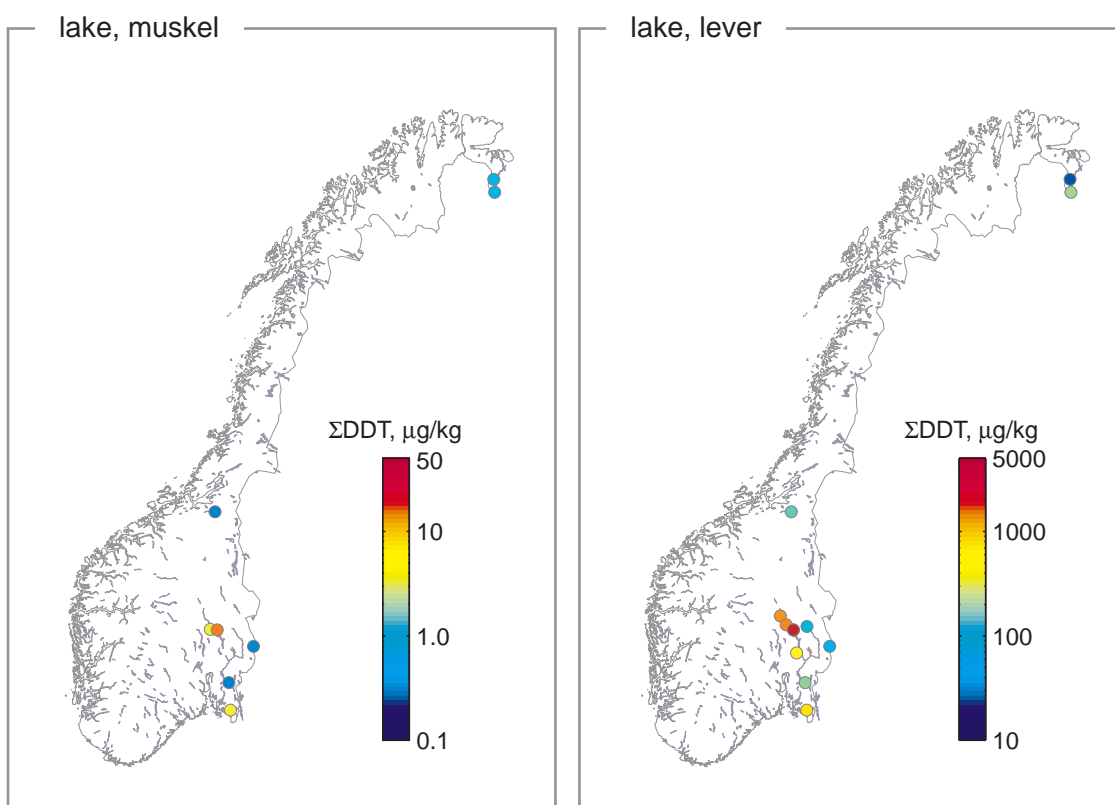 lake, muskel
ΣDDT, μg/kg
50
10
1.0
0.1
lake, lever
ΣDDT, μg/kg
5000
1000
100
10